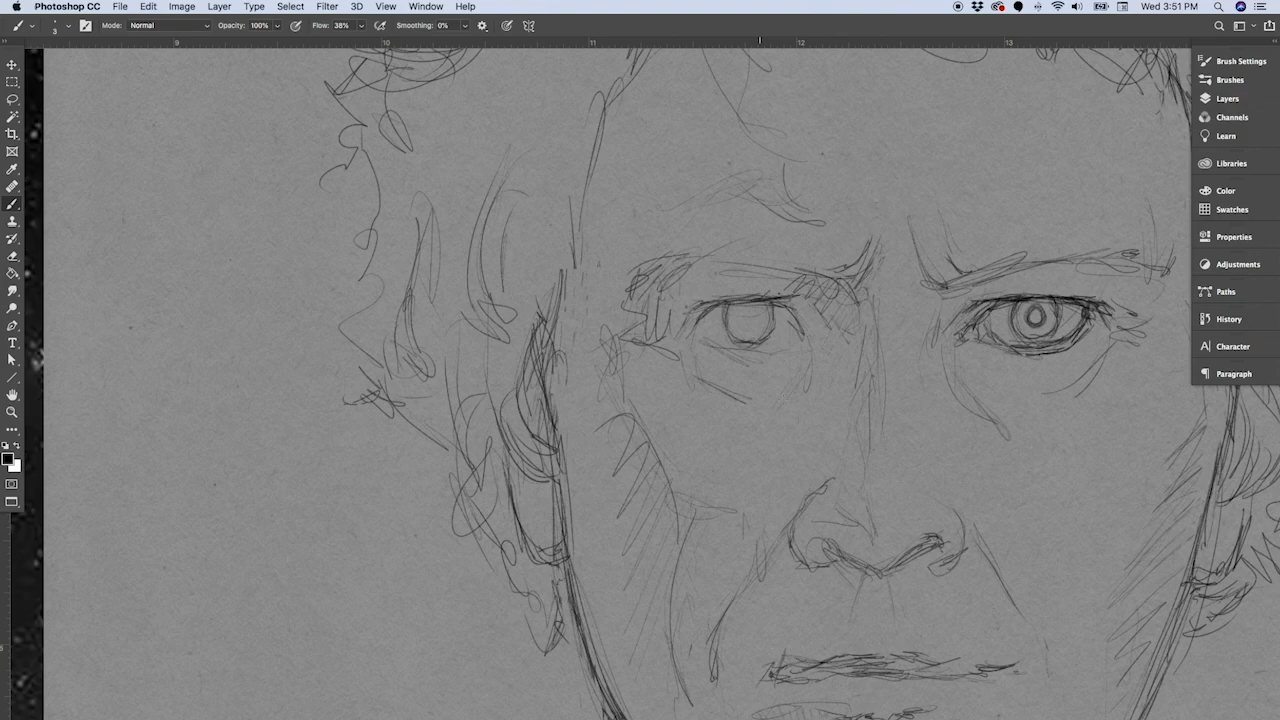 Photoshop CC File Edit Image Layer Type Select Filter 3D View Window Help Wed 3:51 PM
3 Mode: Normal Opacity: 100% Flow: 38% Smoothing: 0%
9 10 11 12 13
Brush Settings
Brushes
Layers
Channels
Learn
Libraries
Color
Swatches
Properties
Adjustments
Paths
History
Character
Paragraph